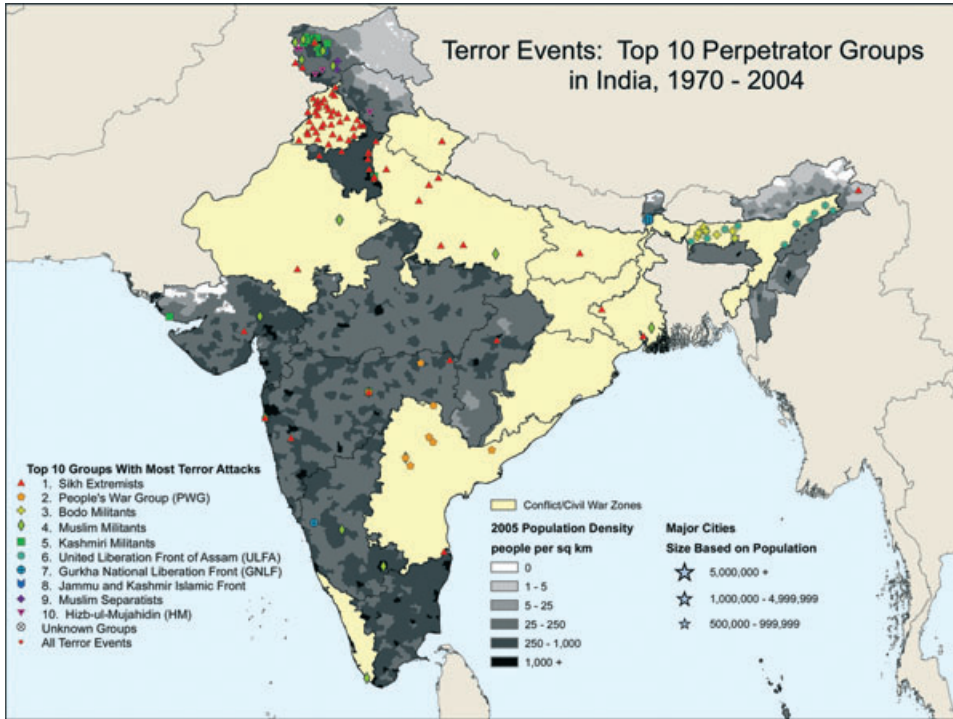 Terror Events:  Top 10 Perpetrator Groups
in India, 1970 - 2004
Top 10 Groups With Most Terror Attacks
1. Sikh Extremists
2. People's War Group (PWG)
3. Bodo Militants
4. Muslim Militants
5. Kashmiri Militants
6. United Liberation Front of Assam (ULFA)
7. Gurkha National Liberation Front (GNLF)
8. Jammu and Kashmir Islamic Front
9. Muslim Separatists
10. Hizb-ul-Mujahidin (HM)
Unknown Groups
All Terror Events
Conflict/Civil War Zones
2005 Population Density
people per sq km
0
1 - 5
5 - 25
25 - 250
250 - 1,000
1,000 +
Major Cities
Size Based on Population
5,000,000 +
1,000,000 - 4,999,999
500,000 - 999,999